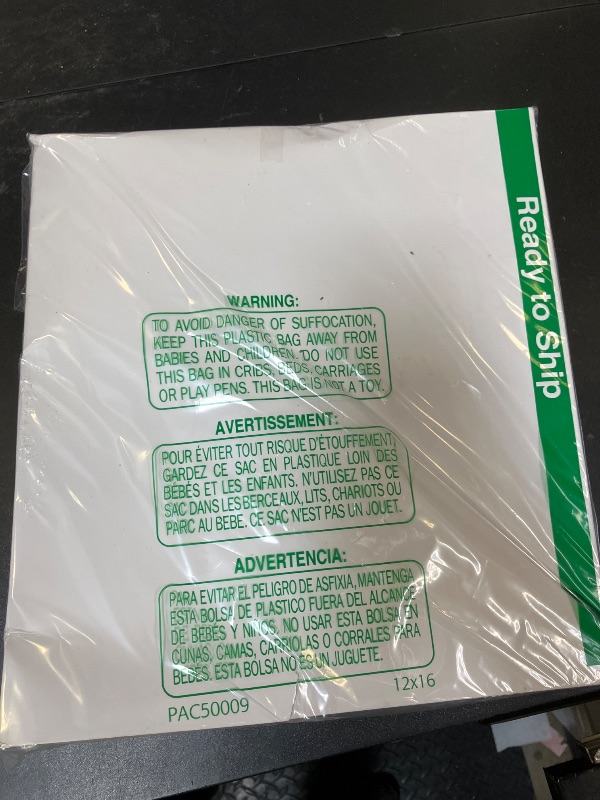 Ready to Ship
WARNING:
TO AVOID DANGER OF SUFFOCATION,
KEEP THIS PLASTIC BAG AWAY FROM
BABIES AND CHILDREN. DO NOT USE
THIS BAG IN CRIBS, BEDS, CARRIAGES
OR PLAY PENS. THIS BAG IS NOT A TOY.
AVERTISSEMENT:
POUR ÉVITER TOUT RISQUE D'ÉTOUFFEMENT,
GARDEZ CE SAC EN PLASTIQUE LOIN DES
BÉBÉS ET LES ENFANTS. N'UTILISEZ PAS CE
SAC DANS LES BERCEAUX, LITS, CHARIOTS OU
PARC AU BEBE. CE SAC N'EST PAS UN JOUET.
ADVERTENCIA:
PARA EVITAR EL PELIGRO DE ASFIXIA, MANTENGA
ESTA BOLSA DE PLASTICO FUERA DEL ALCANCE
DE BEBÉS Y NIÑOS. NO USAR ESTA BOLSA EN
CUNAS, CAMAS, CARRIOLAS O CORRALES PARA
BEBÉS. ESTA BOLSA NO ES UN JUGUETE.
PAC50009
12x16